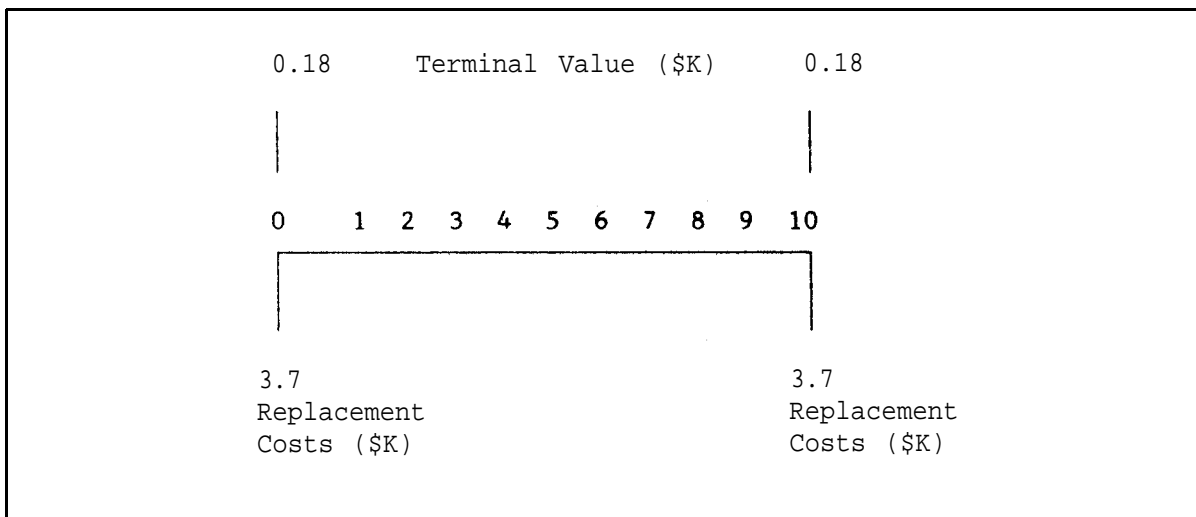 0.18 Terminal Value ($K) 0.18
0 1 2 3 4 5 6 7 8 9 10
3.7 3.7
Replacement Replacement
Costs ($K) Costs ($K)